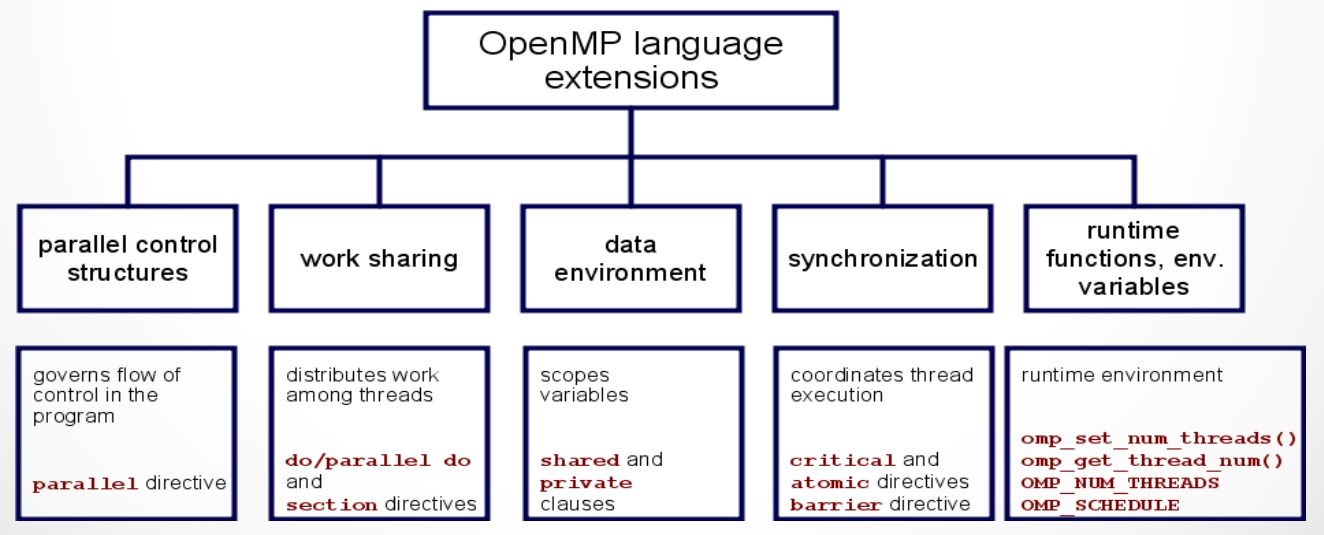 OpenMP language
extensions
parallel control
structures
work sharing
data
environment
synchronization
runtime
functions, env.
variables
governs flow of
control in the
program
parallel directive
distributes work
among threads
do/parallel do
and
section directives
scopes
variables
shared and
private
clauses
coordinates thread
execution
critical and
atomic directives
barrier directive
runtime environment
omp_set_num_threads()
omp_get_thread_num()
OMP_NUM_THREADS
OMP_SCHEDULE